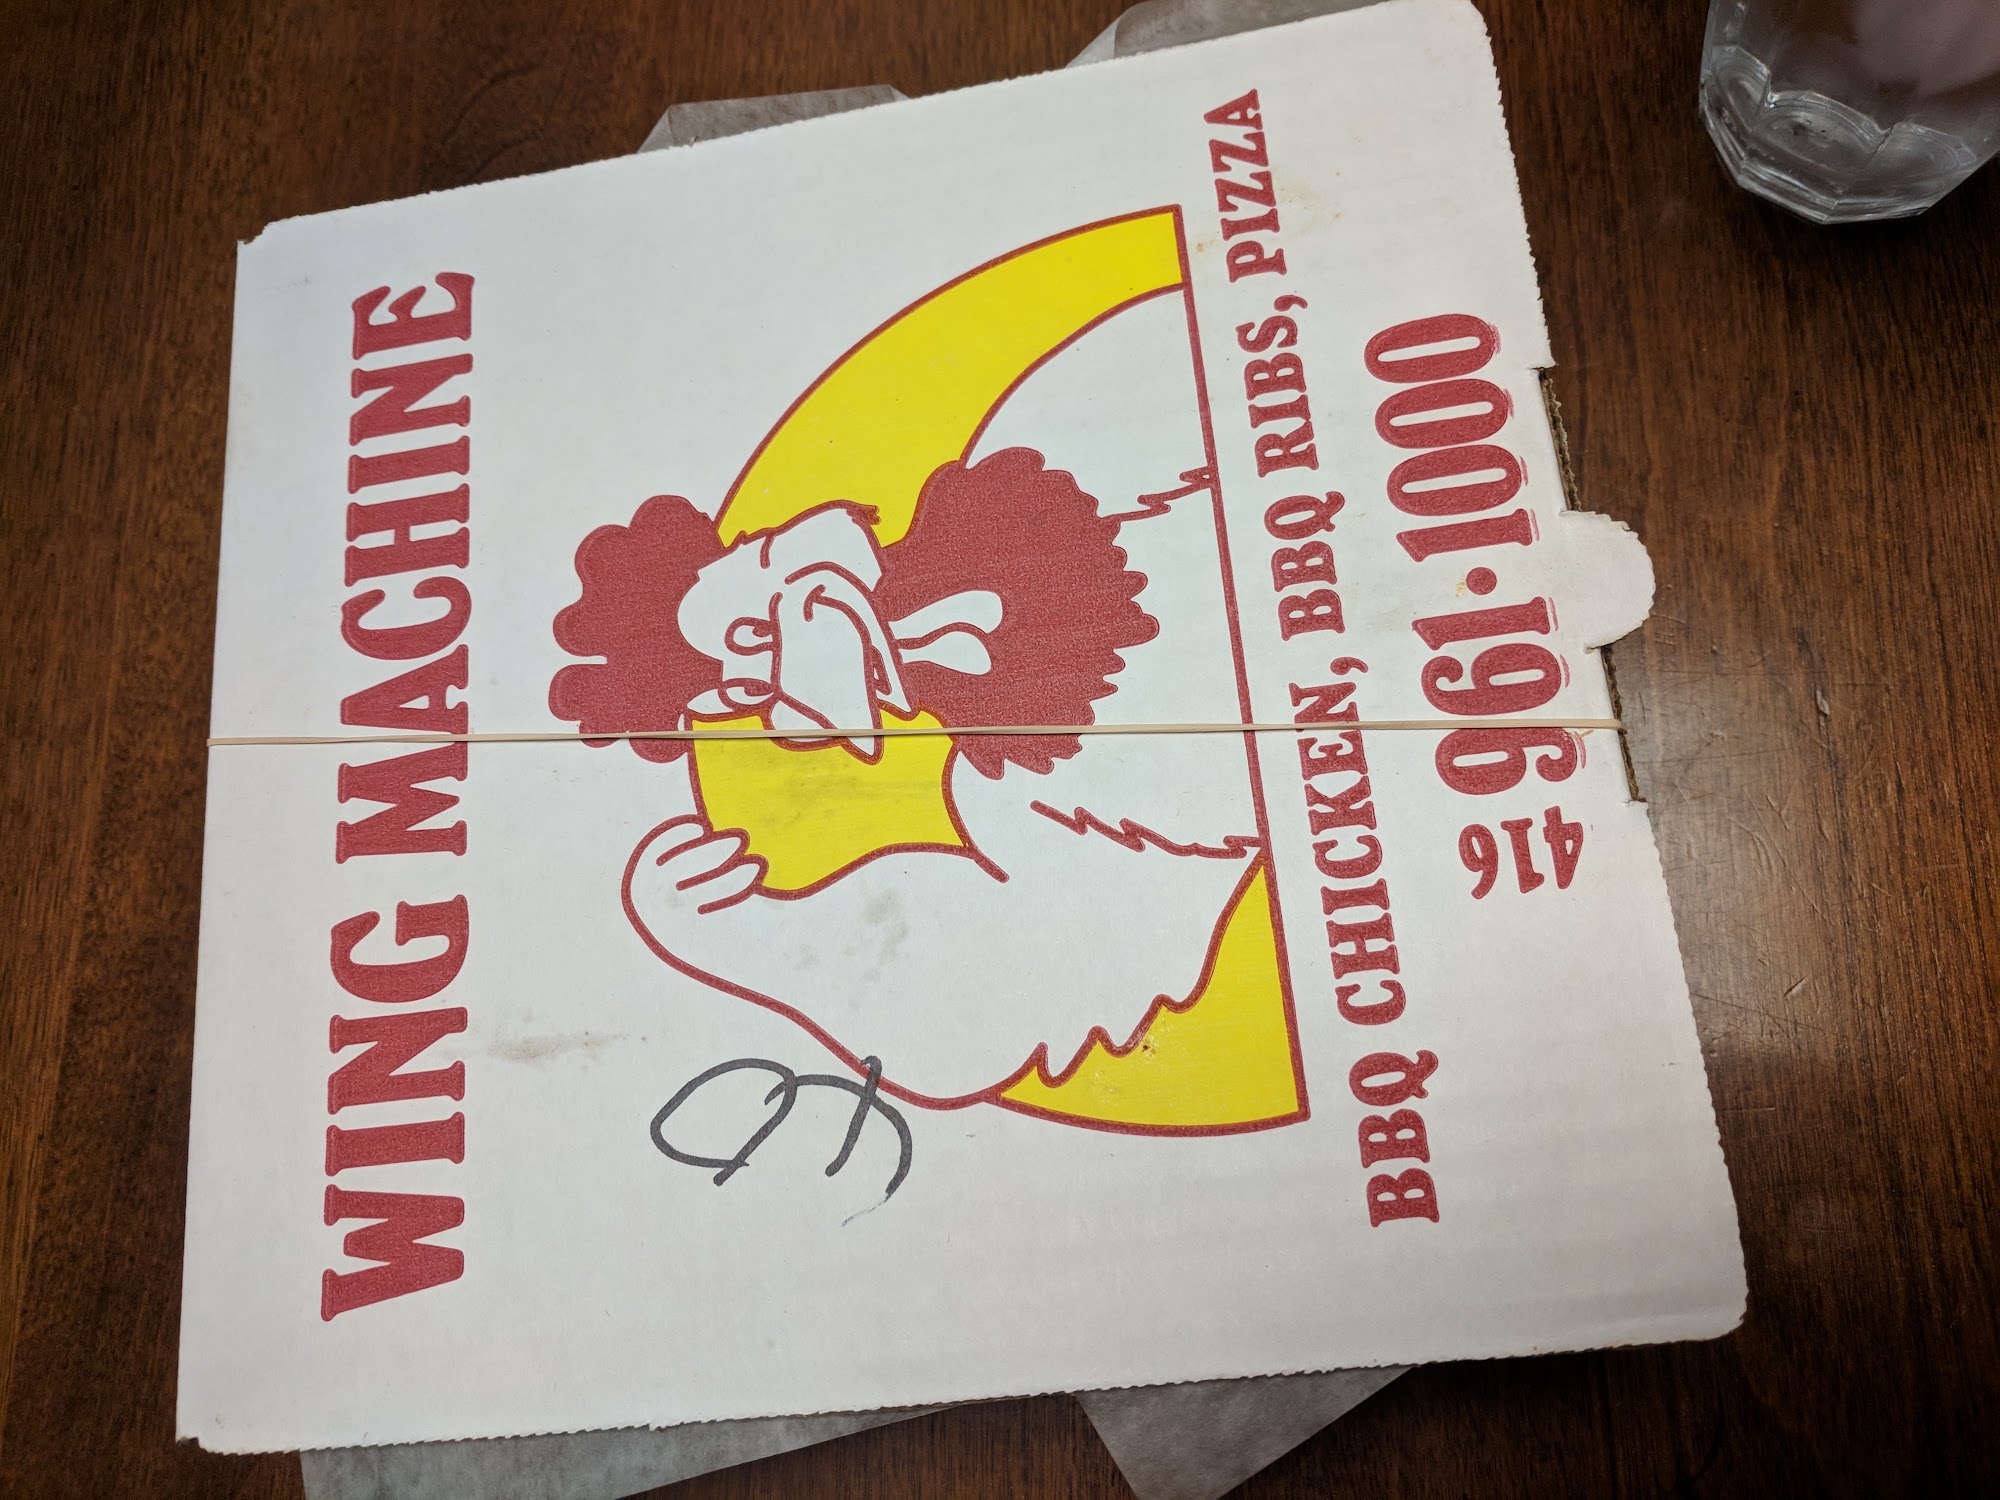 WING MACHINE
BBQ CHICKEN, BBQ RIBS, PIZZA
416 961·1000